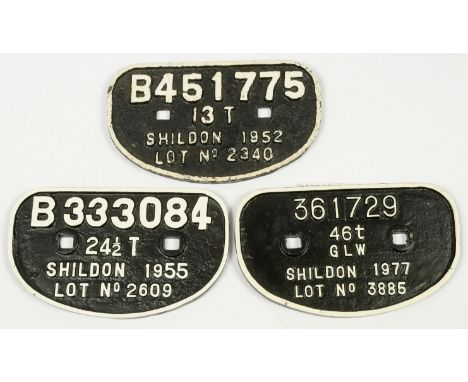 B451775
13 T
SHILDON 1952
LOT Nº 2340
B333084
24½ T
SHILDON 1955
LOT Nº 2609
361729
46t
GLW
SHILDON 1977
LOT Nº 3885